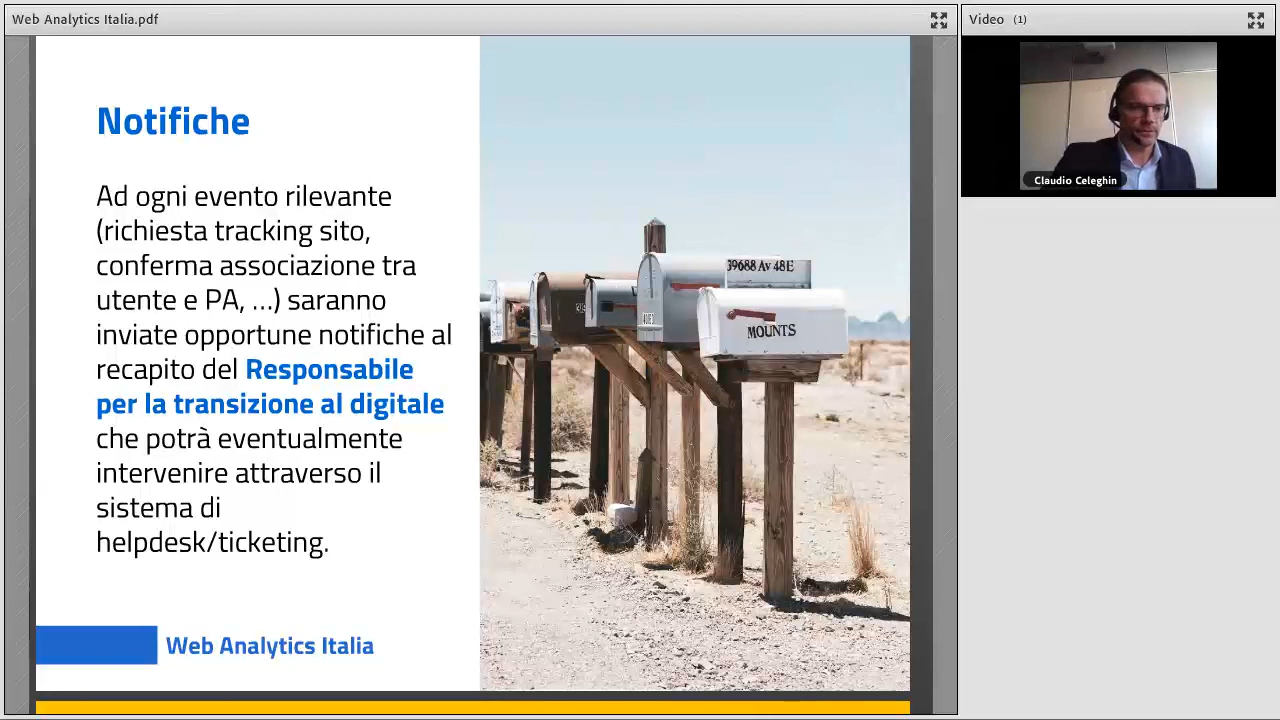 Web Analytics Italia.pdf
Video (1)
Notifiche
Ad ogni evento rilevante
(richiesta tracking sito,
conferma associazione tra
utente e PA, ...) saranno
inviate opportune notifiche al
recapito del Responsabile
per la transizione al digitale
che potrà eventualmente
intervenire attraverso il
sistema di
helpdesk/ticketing.
Web Analytics Italia
39688 Av 48E
MOUNTS
Claudio Celeghin